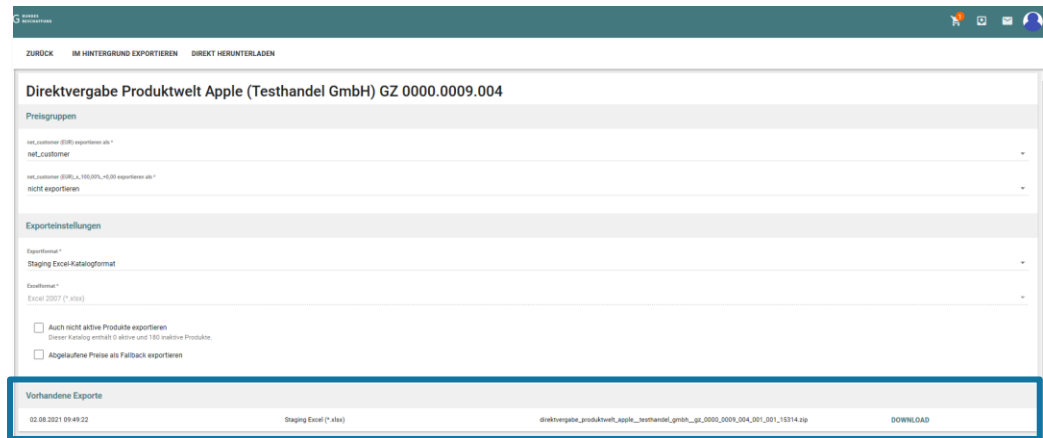 G BUNDES
BESCHAFFUNG
ZURÜCK IM HINTERGRUND EXPORTIEREN DIREKT HERUNTERLADEN
Direktvergabe Produktwelt Apple (Testhandel GmbH) GZ 0000.0009.004
Preisgruppen
net_customer (EUR) exportieren als *
net_customer
net_customer (EUR)_x_100,00%_+0,00 exportieren als *
nicht exportieren
Exporteinstellungen
Exportformat *
Staging Excel-Katalogformat
Excelformat *
Excel 2007 (*.xlsx)
Auch nicht aktive Produkte exportieren
Dieser Katalog enthält 0 aktive und 180 inaktive Produkte.
Abgelaufene Preise als Fallback exportieren
Vorhandene Exporte
02.08.2021 09:49:22 Staging Excel (*.xlsx) direktvergabe_produktwelt_apple__testhandel_gmbh__gz_0000_0009_004_001_001_15314.zip DOWNLOAD